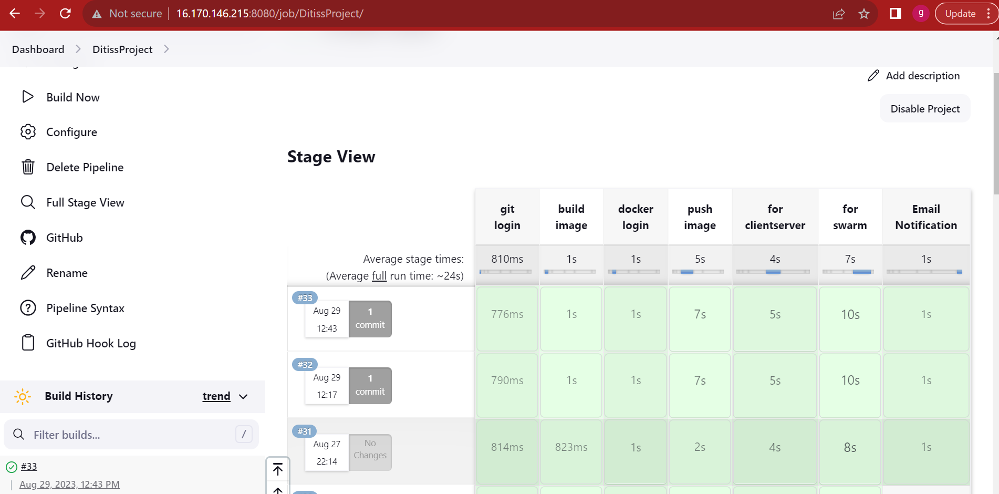 Not secure
16.170.146.215:8080/job/DitissProject/
g
Update
Dashboard
DitissProject
Add description
Disable Project
Build Now
Configure
Delete Pipeline
Full Stage View
GitHub
Rename
Pipeline Syntax
GitHub Hook Log
Build History
trend
Filter builds...
/
#33
Aug 29, 2023, 12:43 PM
Stage View
git
login
build
image
docker
login
push
image
for
clientserver
for
swarm
Email
Notification
Average stage times:
(Average full run time: ~24s)
810ms 1s 1s 5s 4s 7s 1s
#33
Aug 29
12:43
1
commit
776ms 1s 1s 7s 5s 10s 1s
#32
Aug 29
12:17
1
commit
790ms 1s 1s 7s 5s 10s 1s
#31
Aug 27
22:14
No
Changes
814ms 823ms 1s 2s 4s 8s 1s